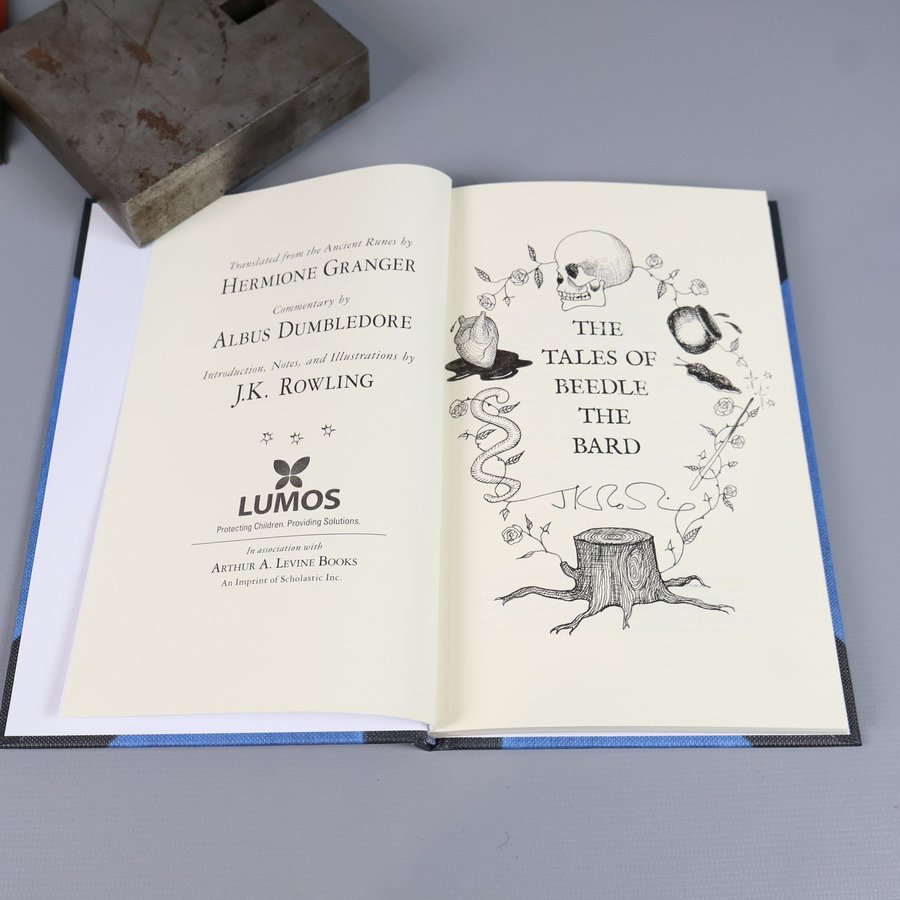 Translated from the Ancient Runes by
Hermione Granger
Commentary by
Albus Dumbledore
Introduction, Notes, and Illustrations by
J.K. Rowling
LUMOS
Protecting Children. Providing Solutions.
In association with
Arthur A. Levine Books
An Imprint of Scholastic Inc.
THE
TALES OF
BEEDLE
THE
BARD
JK Rowling